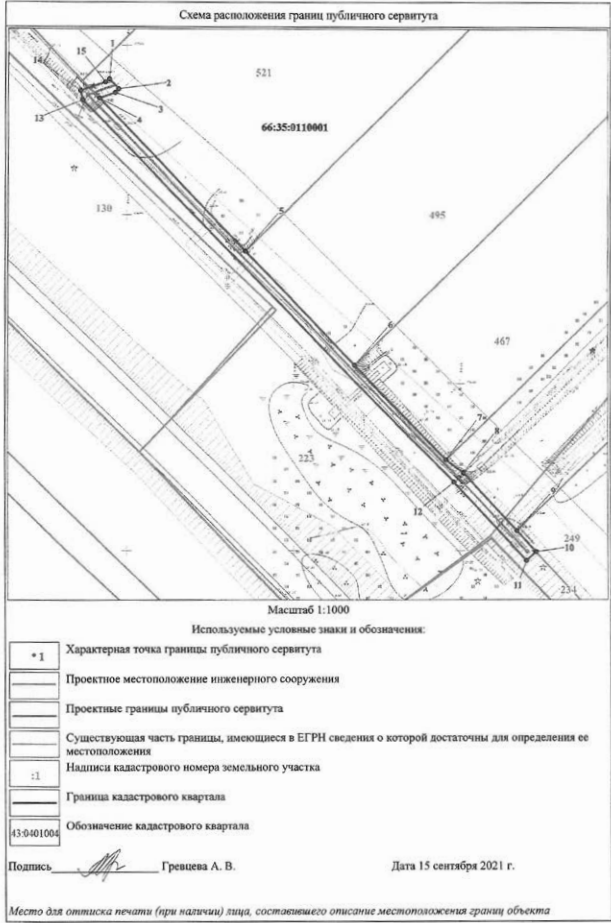 Схема расположения границ публичного сервитута
1
15
14
521
2
3
4
13
66:35:0110001
130
5
495
6
467
7
8
223
12
9
249
10
11
234
Масштаб 1:1000
Используемые условные знаки и обозначения:
• 1 Характерная точка границы публичного сервитута
Проектное местоположение инженерного сооружения
Проектные границы публичного сервитута
Существующая часть границы, имеющиеся в ЕГРН сведения о которой достаточны для определения ее
местоположения
:1 Надписи кадастрового номера земельного участка
Граница кадастрового квартала
43:0401004 Обозначение кадастрового квартала
Подпись Гревцева А. В. Дата 15 сентября 2021 г.
Место для оттиска печати (при наличии) лица, составившего описание местоположения границ объекта